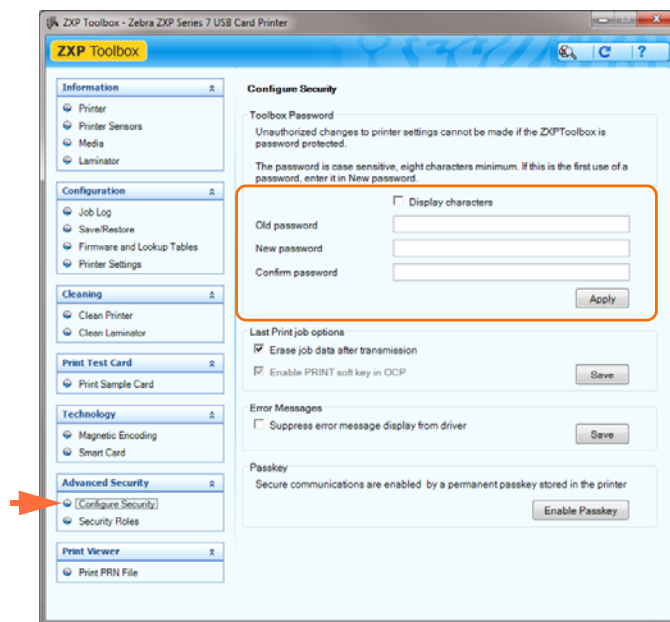 ZXP Toolbox - Zebra ZXP Series 7 USB Card Printer
ZXP Toolbox
?
Information
Printer
Printer Sensors
Media
Laminator
Configuration
Job Log
Save/Restore
Firmware and Lookup Tables
Printer Settings
Cleaning
Clean Printer
Clean Laminator
Print Test Card
Print Sample Card
Technology
Magnetic Encoding
Smart Card
Advanced Security
Configure Security
Security Roles
Print Viewer
Print PRN File
Configure Security
Toolbox Password
Unauthorized changes to printer settings cannot be made if the ZXPToolbox is
password protected.
The password is case sensitive, eight characters minimum. If this is the first use of a
password, enter it in New password.
Display characters
Old password
New password
Confirm password
Apply
Last Print job options
Erase job data after transmission
Enable PRINT soft key in OCP
Save
Error Messages
Suppress error message display from driver
Save
Passkey
Secure communications are enabled by a permanent passkey stored in the printer
Enable Passkey